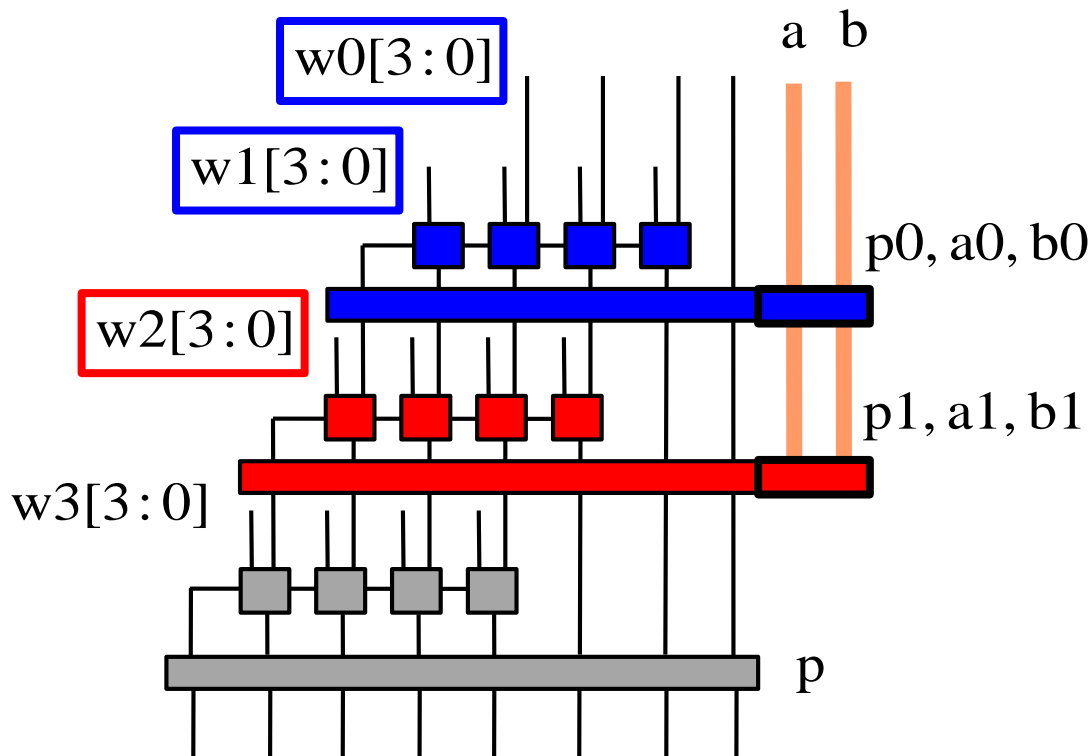 a b
w0[3:0]
w1[3:0]
p0, a0, b0
w2[3:0]
p1, a1, b1
w3[3:0]
p